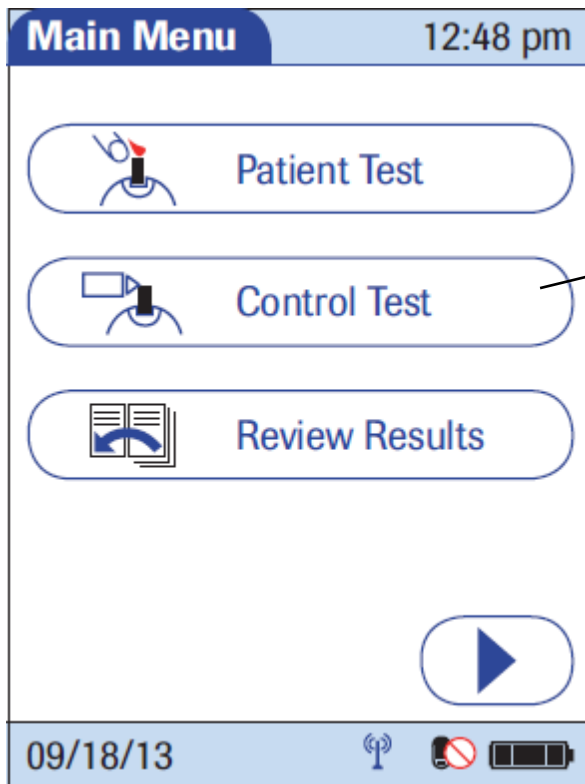 Main Menu 12:48 pm
Patient Test
Control Test
Review Results
09/18/13